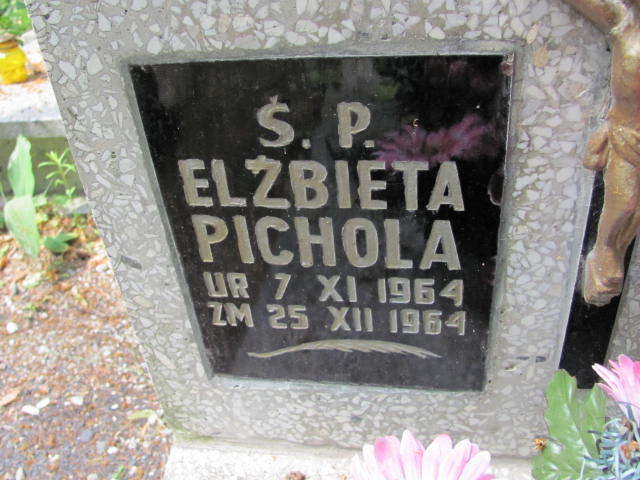 Ś. P.
ELŻBIETA
PICHOLA
UR 7 XI 1964
ZM 25 XII 1964